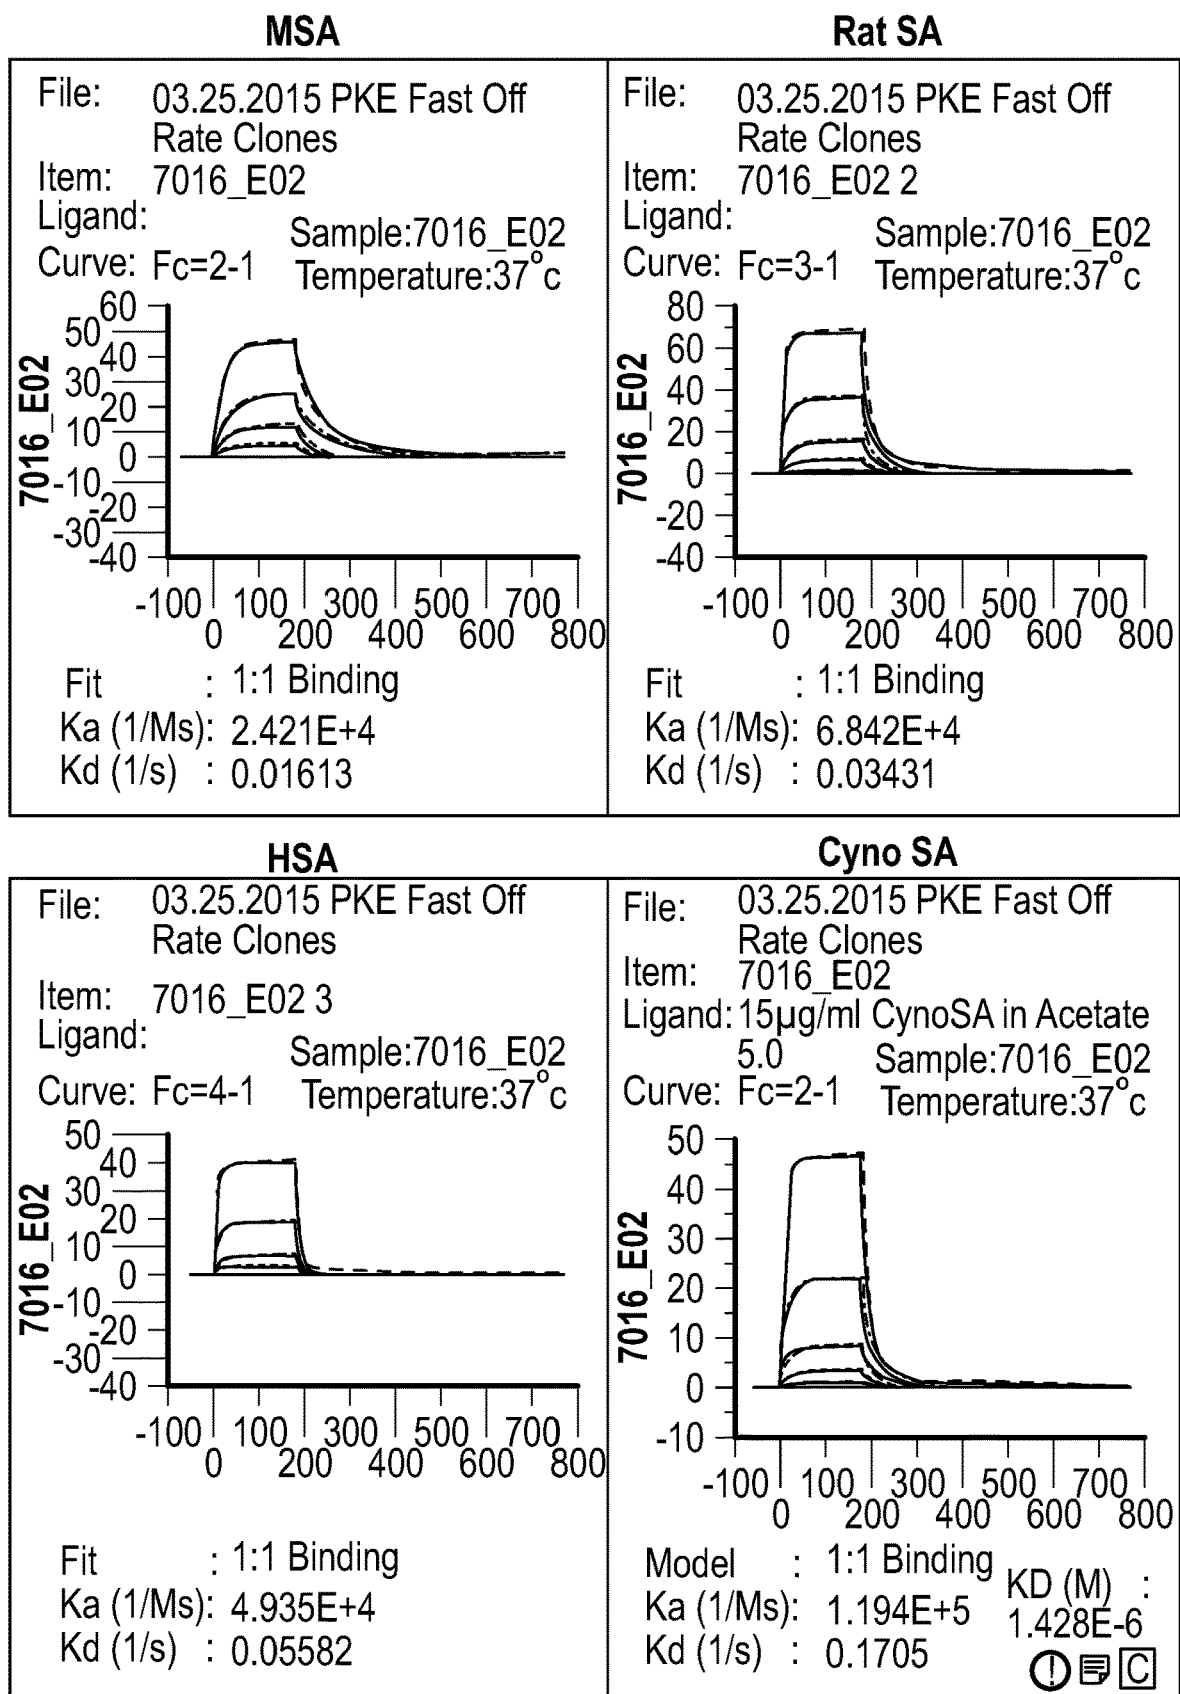 MSA
File: 03.25.2015 PKE Fast Off
Rate Clones
Item: 7016_E02
Ligand:
Sample:7016_E02
Curve: Fc=2-1
Temperature:37°c
60
50
40
30
20
10
0
-10
-20
-30
-40
7016_E02
-100 100 300 500 700
0 200 400 600 800
Fit : 1:1 Binding
Ka (1/Ms): 2.421E+4
Kd (1/s) : 0.01613
Rat SA
File: 03.25.2015 PKE Fast Off
Rate Clones
Item: 7016_E02 2
Ligand:
Sample:7016_E02
Curve: Fc=3-1
Temperature:37°c
80
60
40
20
0
-20
-40
7016_E02
-100 100 300 500 700
0 200 400 600 800
Fit : 1:1 Binding
Ka (1/Ms): 6.842E+4
Kd (1/s) : 0.03431
HSA
File: 03.25.2015 PKE Fast Off
Rate Clones
Item: 7016_E02 3
Ligand:
Sample:7016_E02
Curve: Fc=4-1
Temperature:37°c
50
40
30
20
10
0
-10
-20
-30
-40
7016_E02
-100 100 300 500 700
0 200 400 600 800
Fit : 1:1 Binding
Ka (1/Ms): 4.935E+4
Kd (1/s) : 0.05582
Cyno SA
File: 03.25.2015 PKE Fast Off
Rate Clones
Item: 7016_E02
Ligand: 15µg/ml CynoSA in Acetate
5.0 Sample:7016_E02
Curve: Fc=2-1
Temperature:37°c
50
40
30
20
10
0
-10
7016_E02
-100 100 300 500 700
0 200 400 600 800
Model : 1:1 Binding
KD (M) :
Ka (1/Ms): 1.194E+5
1.428E-6
Kd (1/s) : 0.1705
! C